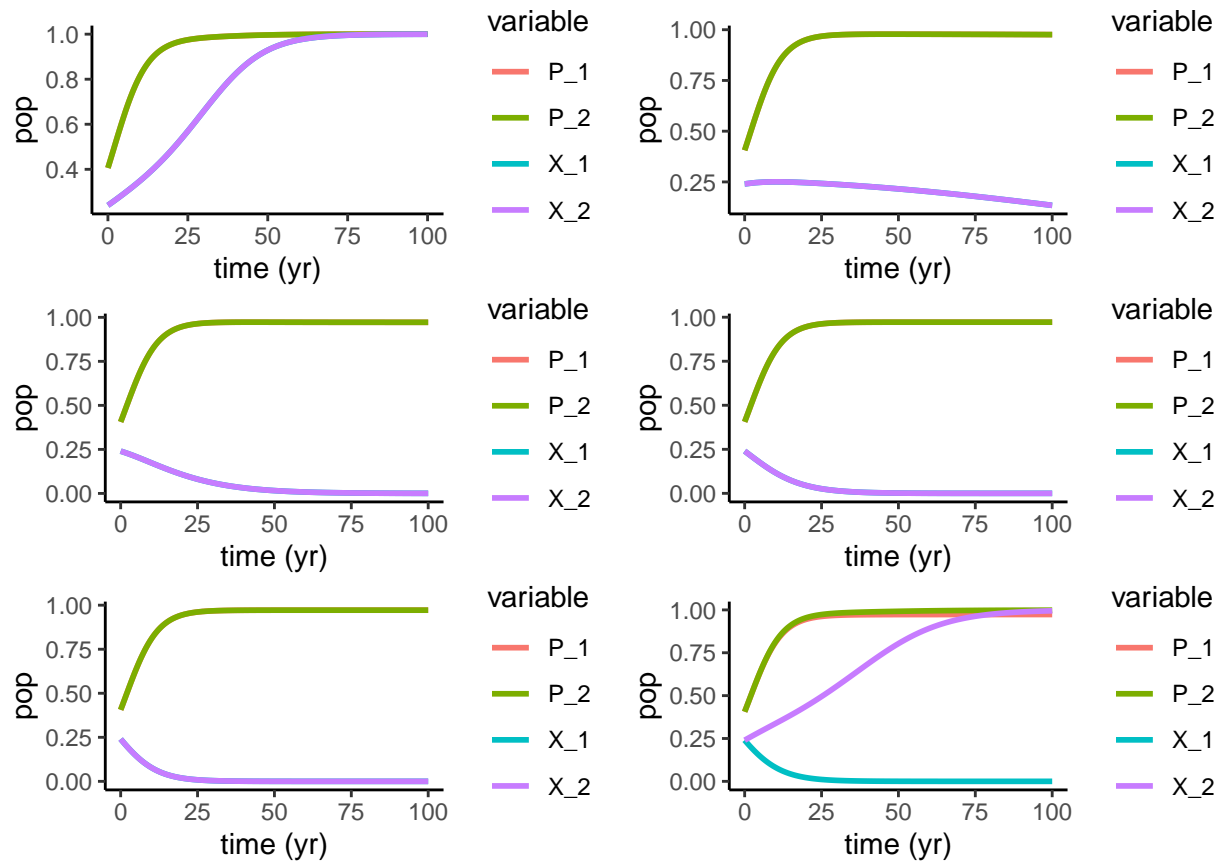 pop
1.0
0.8
0.6
0.4
0 25 50 75 100
time (yr)
variable
P_1
P_2
X_1
X_2
pop
1.00
0.75
0.50
0.25
0 25 50 75 100
time (yr)
variable
P_1
P_2
X_1
X_2
pop
1.00
0.75
0.50
0.25
0.00
0 25 50 75 100
time (yr)
variable
P_1
P_2
X_1
X_2
pop
1.00
0.75
0.50
0.25
0.00
0 25 50 75 100
time (yr)
variable
P_1
P_2
X_1
X_2
pop
1.00
0.75
0.50
0.25
0.00
0 25 50 75 100
time (yr)
variable
P_1
P_2
X_1
X_2
pop
1.00
0.75
0.50
0.25
0.00
0 25 50 75 100
time (yr)
variable
P_1
P_2
X_1
X_2